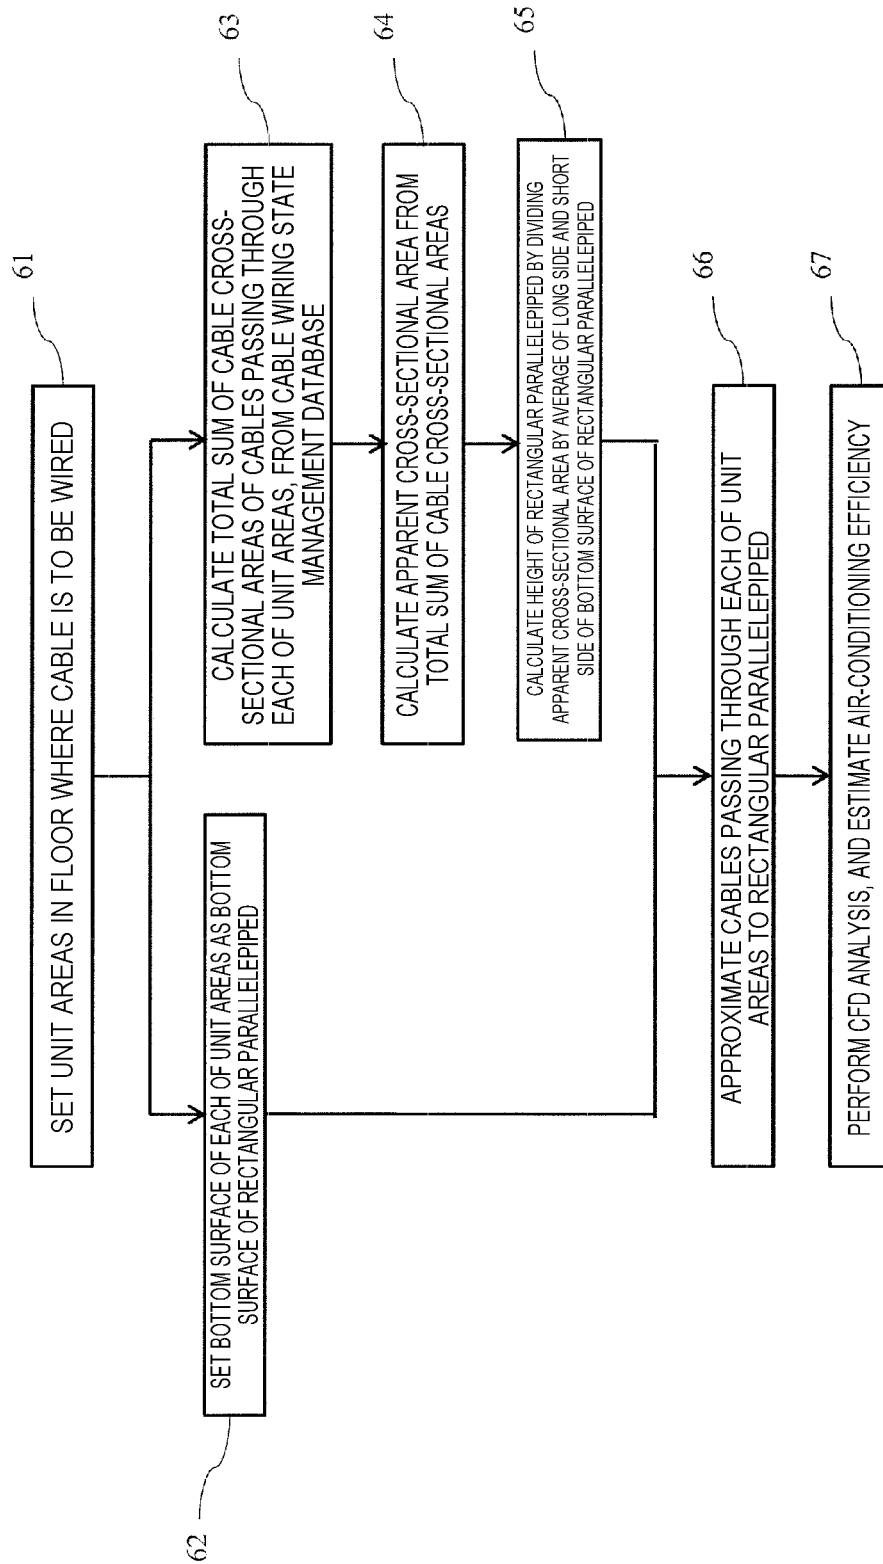 61
SET UNIT AREAS IN FLOOR WHERE CABLE IS TO BE WIRED
62
SET BOTTOM SURFACE OF EACH OF UNIT AREAS AS BOTTOM
SURFACE OF RECTANGULAR PARALLELEPIPED
63
CALCULATE TOTAL SUM OF CABLE CROSS-
SECTIONAL AREAS OF CABLES PASSING THROUGH
EACH OF UNIT AREAS, FROM CABLE WIRING STATE
MANAGEMENT DATABASE
64
CALCULATE APPARENT CROSS-SECTIONAL AREA FROM
TOTAL SUM OF CABLE CROSS-SECTIONAL AREAS
65
CALCULATE HEIGHT OF RECTANGULAR PARALLELEPIPED BY DIVIDING
APPARENT CROSS-SECTIONAL AREA BY AVERAGE OF LONG SIDE AND SHORT
SIDE OF BOTTOM SURFACE OF RECTANGULAR PARALLELEPIPED
66
APPROXIMATE CABLES PASSING THROUGH EACH OF UNIT
AREAS TO RECTANGULAR PARALLELEPIPED
67
PERFORM CFD ANALYSIS, AND ESTIMATE AIR-CONDITIONING EFFICIENCY